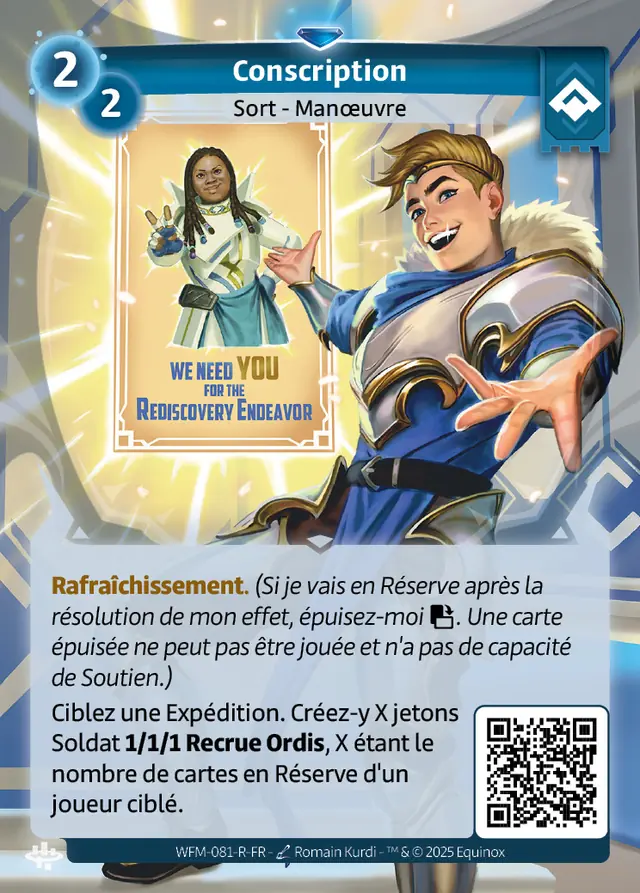 2
2
Conscription
Sort - Manœuvre
WE NEED YOU
FOR THE
REDISCOVERY ENDEAVOR
Rafraîchissement. (Si je vais en Réserve après la
résolution de mon effet, épuisez-moi . Une carte
épuisée ne peut pas être jouée et n'a pas de capacité
de Soutien.)
Ciblez une Expédition. Créez-y X jetons
Soldat 1/1/1 Recrue Ordis, X étant le
nombre de cartes en Réserve d'un
joueur ciblé.
WFM-081-R-FR - Romain Kurdi - ™ & © 2025 Equinox